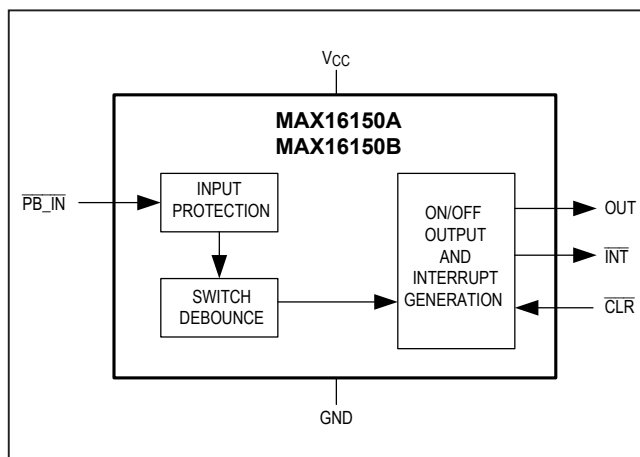 VCC
MAX16150A
MAX16150B
PB_IN
INPUT
PROTECTION
SWITCH
DEBOUNCE
ON/OFF
OUTPUT
AND
INTERRUPT
GENERATION
OUT
INT
CLR
GND